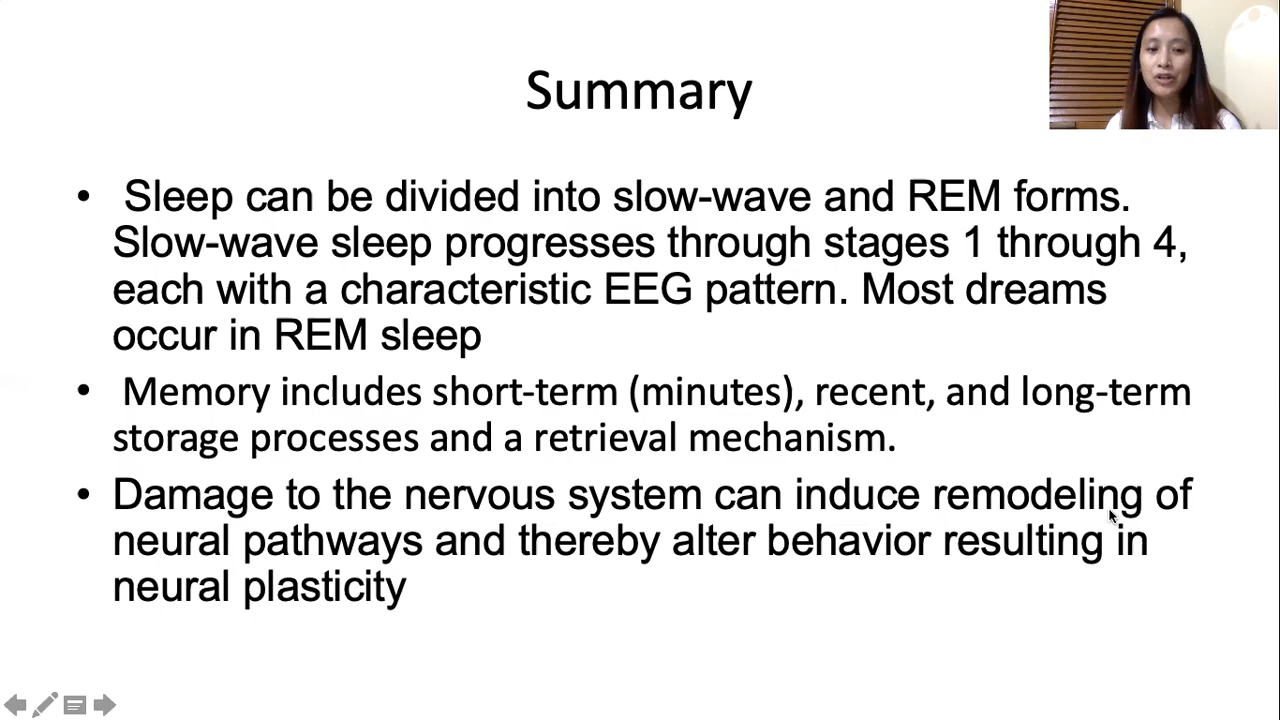 Summary
• Sleep can be divided into slow-wave and REM forms.
Slow-wave sleep progresses through stages 1 through 4,
each with a characteristic EEG pattern. Most dreams
occur in REM sleep
• Memory includes short-term (minutes), recent, and long-term
storage processes and a retrieval mechanism.
• Damage to the nervous system can induce remodeling of
neural pathways and thereby alter behavior resulting in
neural plasticity